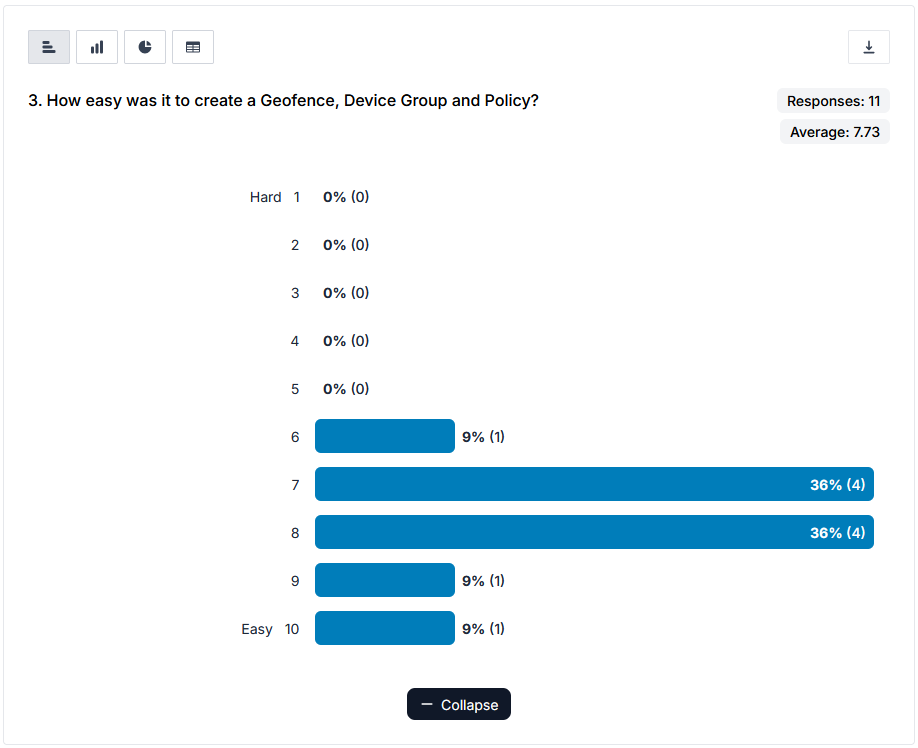 3. How easy was it to create a Geofence, Device Group and Policy?
Responses: 11
Average: 7.73
Hard 1 0% (0)
2 0% (0)
3 0% (0)
4 0% (0)
5 0% (0)
6 9% (1)
7 36% (4)
8 36% (4)
9 9% (1)
Easy 10 9% (1)
Collapse